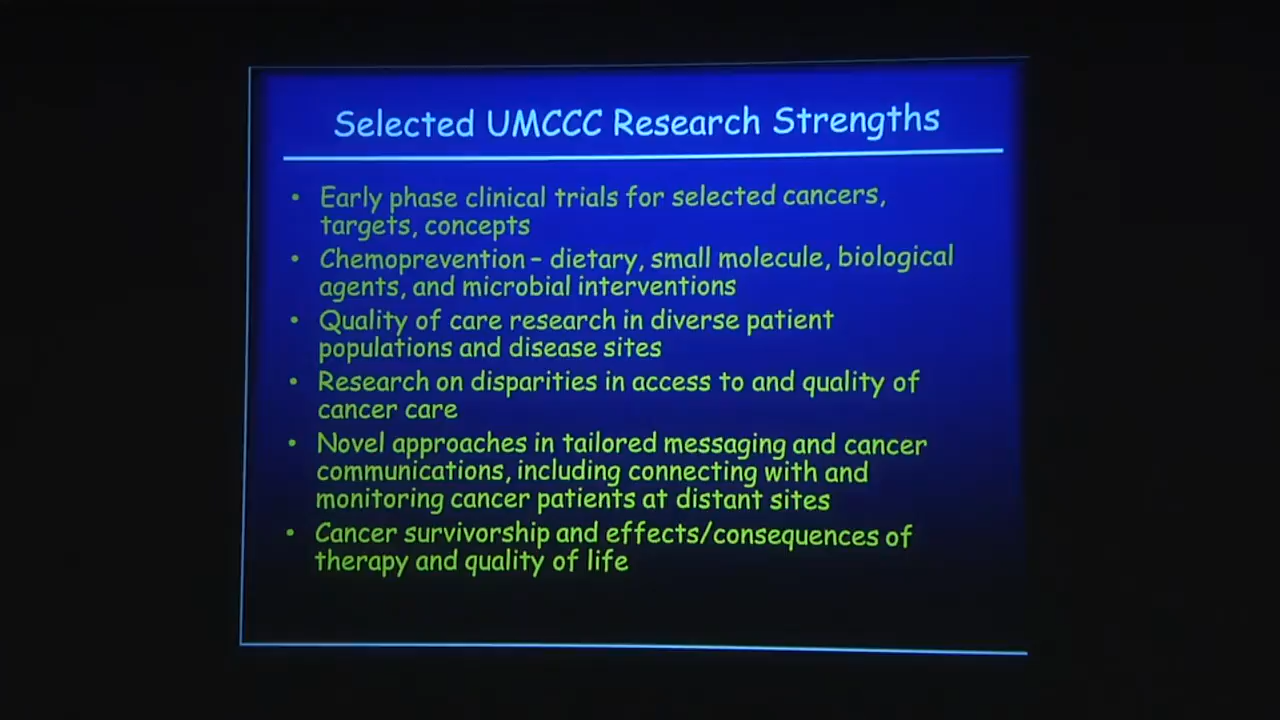 Selected UMCCC Research Strengths
• Early phase clinical trials for selected cancers,
targets, concepts
• Chemoprevention – dietary, small molecule, biological
agents, and microbial interventions
• Quality of care research in diverse patient
populations and disease sites
• Research on disparities in access to and quality of
cancer care
• Novel approaches in tailored messaging and cancer
communications, including connecting with and
monitoring cancer patients at distant sites
• Cancer survivorship and effects/consequences of
therapy and quality of life